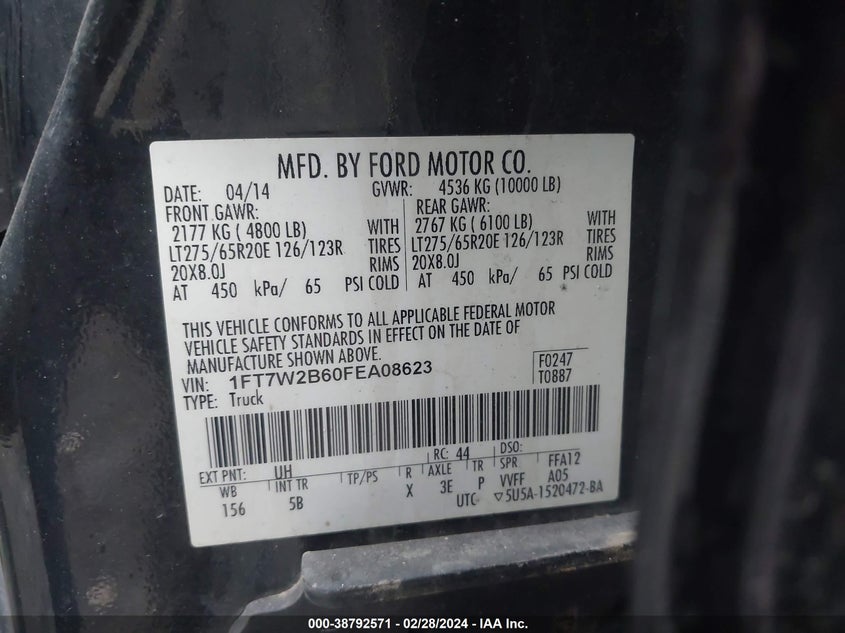 MFD. BY FORD MOTOR CO.
DATE: 04/14 GVWR: 4536 KG (10000 LB)
FRONT GAWR: REAR GAWR:
2177 KG ( 4800 LB) WITH 2767 KG ( 6100 LB) WITH
LT275/65R20E 126/123R TIRES LT275/65R20E 126/123R TIRES
20X8.0J RIMS 20X8.0J RIMS
AT 450 kPa/ 65 PSI COLD AT 450 kPa/ 65 PSI COLD
THIS VEHICLE CONFORMS TO ALL APPLICABLE FEDERAL MOTOR
VEHICLE SAFETY STANDARDS IN EFFECT ON THE DATE OF
MANUFACTURE SHOWN ABOVE.
VIN: 1FT7W2B60FEA08623 F0247
TYPE: Truck T0887
EXT PNT: UH RC: 44 DSO:
WB INT TR TP/PS R AXLE TR SPR FFA12
156 5B X 3E P VVFF A05
UTC ▽5U5A-1520472-BA
000-38792571 - 02/28/2024 - IAA Inc.